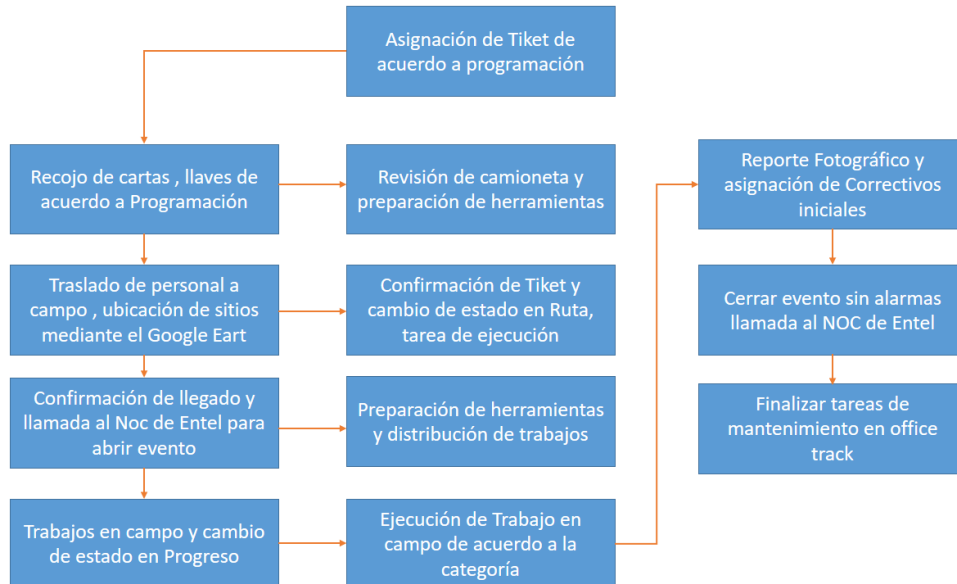 Asignación de Tiket de
acuerdo a programación
Recojo de cartas , llaves de
acuerdo a Programación
Revisión de camioneta y
preparación de herramientas
Traslado de personal a
campo , ubicación de sitios
mediante el Google Eart
Confirmación de Tiket y
cambio de estado en Ruta,
tarea de ejecución
Confirmación de llegado y
llamada al Noc de Entel para
abrir evento
Preparación de herramientas
y distribución de trabajos
Trabajos en campo y cambio
de estado en Progreso
Ejecución de Trabajo en
campo de acuerdo a la
categoría
Reporte Fotográfico y
asignación de Correctivos
iniciales
Cerrar evento sin alarmas
llamada al NOC de Entel
Finalizar tareas de
mantenimiento en office
track